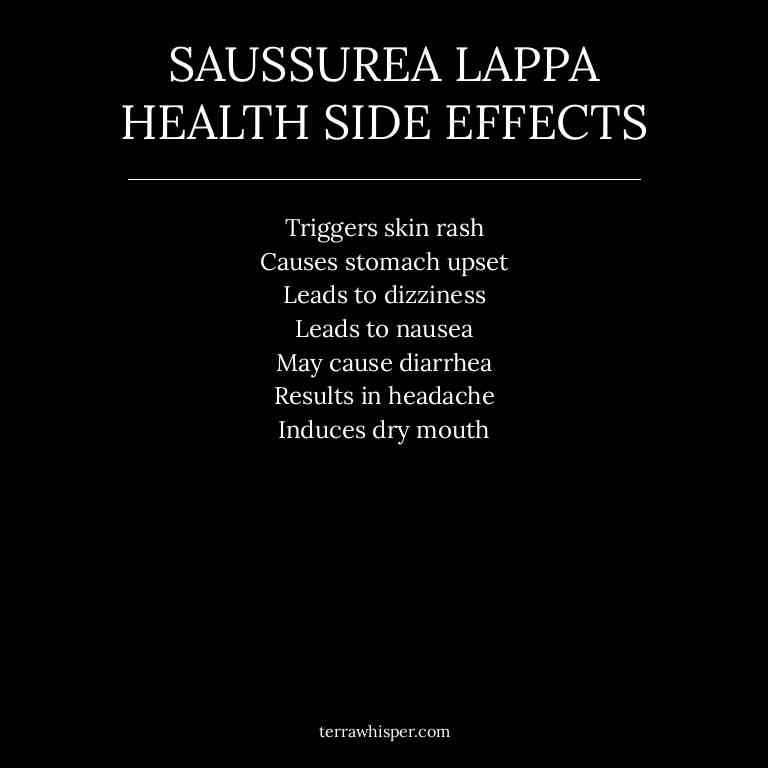 SAUSSUREA LAPPA
HEALTH SIDE EFFECTS
Triggers skin rash
Causes stomach upset
Leads to dizziness
Leads to nausea
May cause diarrhea
Results in headache
Induces dry mouth
terrawhisper.com